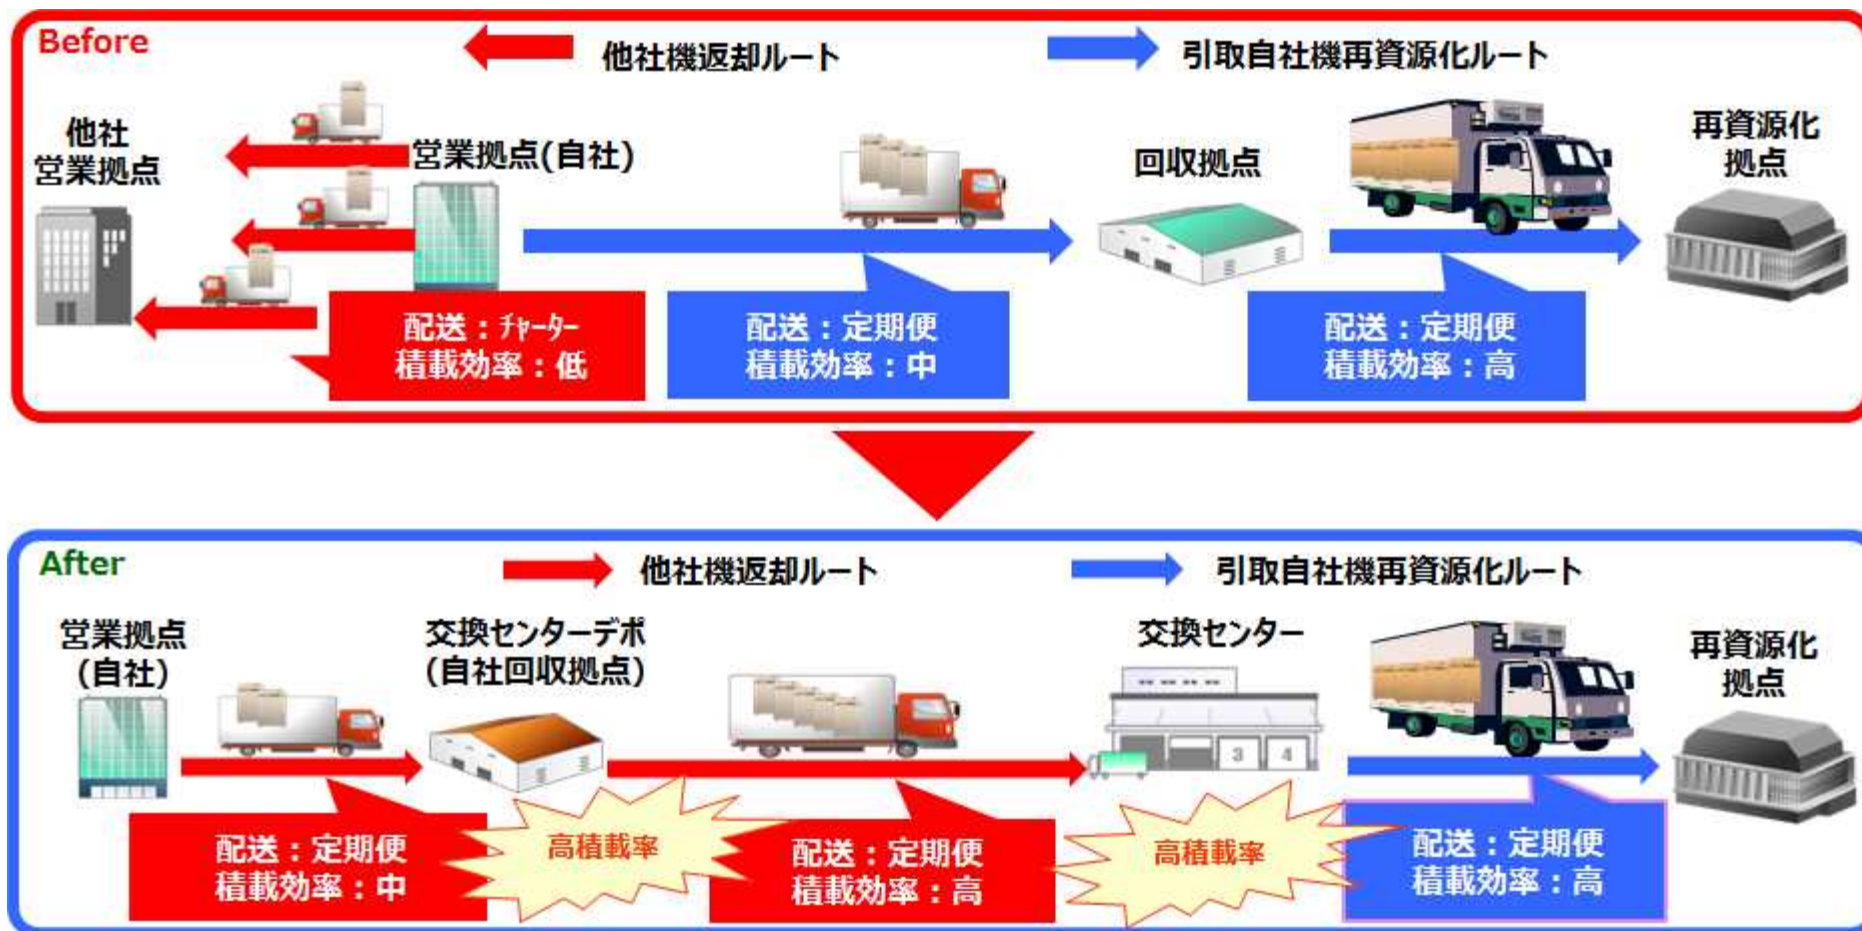 Before
他社機返却ルート
引取自社機再資源化ルート
他社
営業拠点
営業拠点(自社)
回収拠点
再資源化
拠点
配送：ﾁｬｰﾀｰ
積載効率：低
配送：定期便
積載効率：中
配送：定期便
積載効率：高
After
他社機返却ルート
引取自社機再資源化ルート
営業拠点
(自社)
交換センターデポ
(自社回収拠点)
交換センター
再資源化
拠点
3 4
配送：定期便
積載効率：中
高積載率
配送：定期便
積載効率：高
高積載率
配送：定期便
積載効率：高